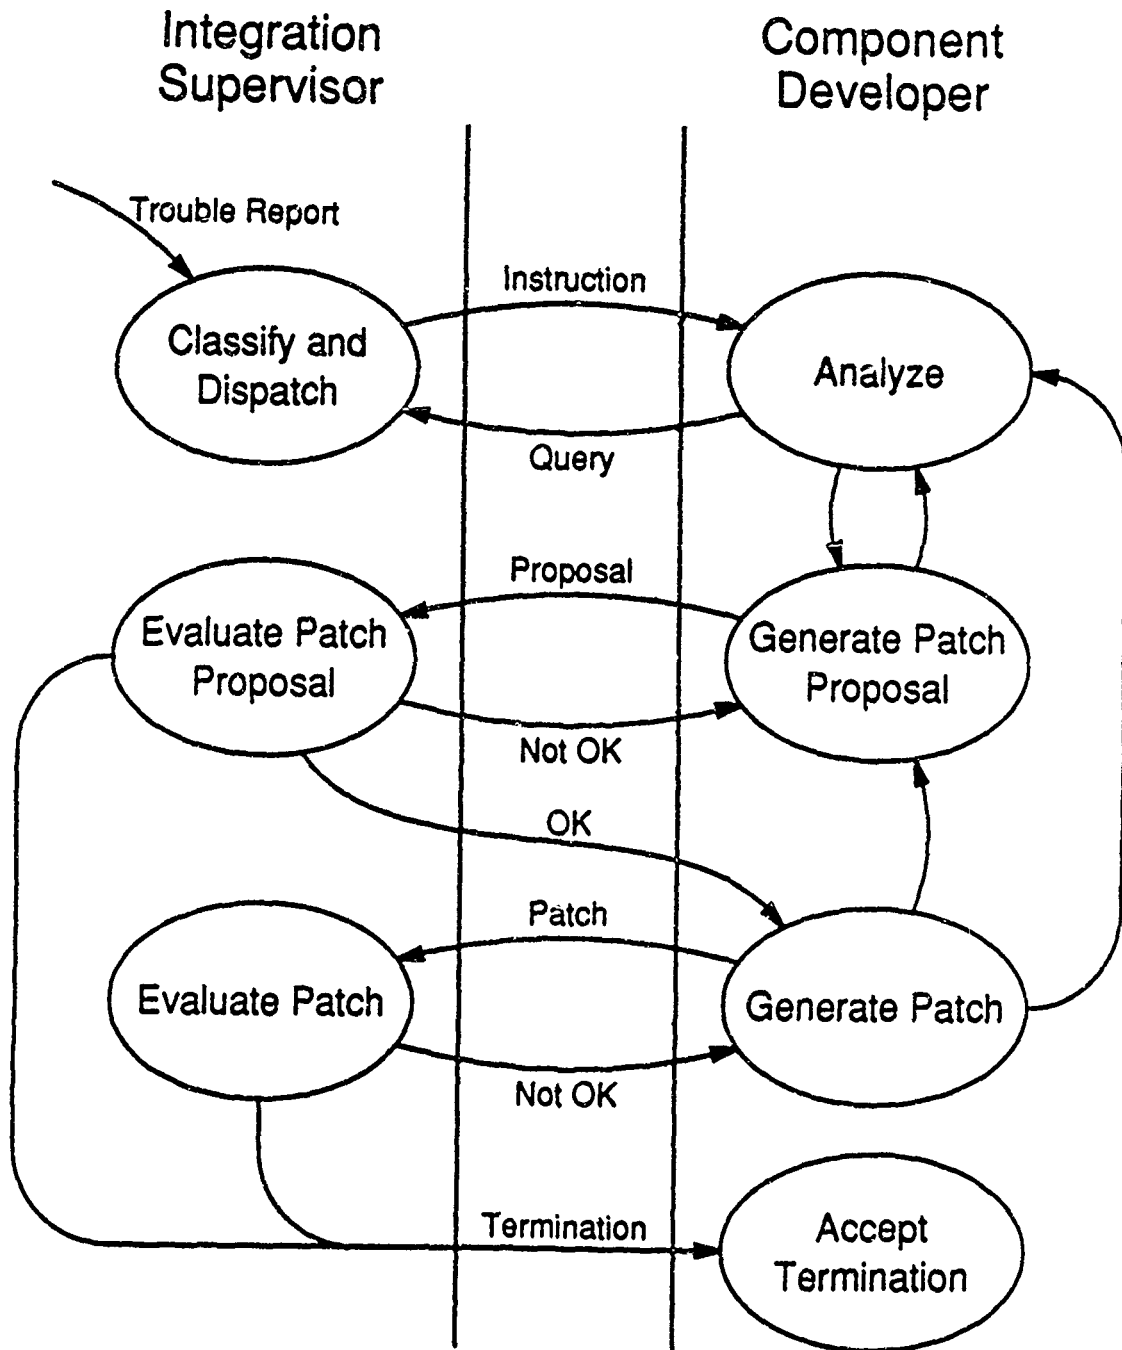 Integration
Supervisor
Component
Developer
Trouble Report
Instruction
Classify and
Dispatch
Analyze
Query
Proposal
Evaluate Patch
Proposal
Generate Patch
Proposal
Not OK
OK
Patch
Evaluate Patch
Generate Patch
Not OK
Termination
Accept
Termination